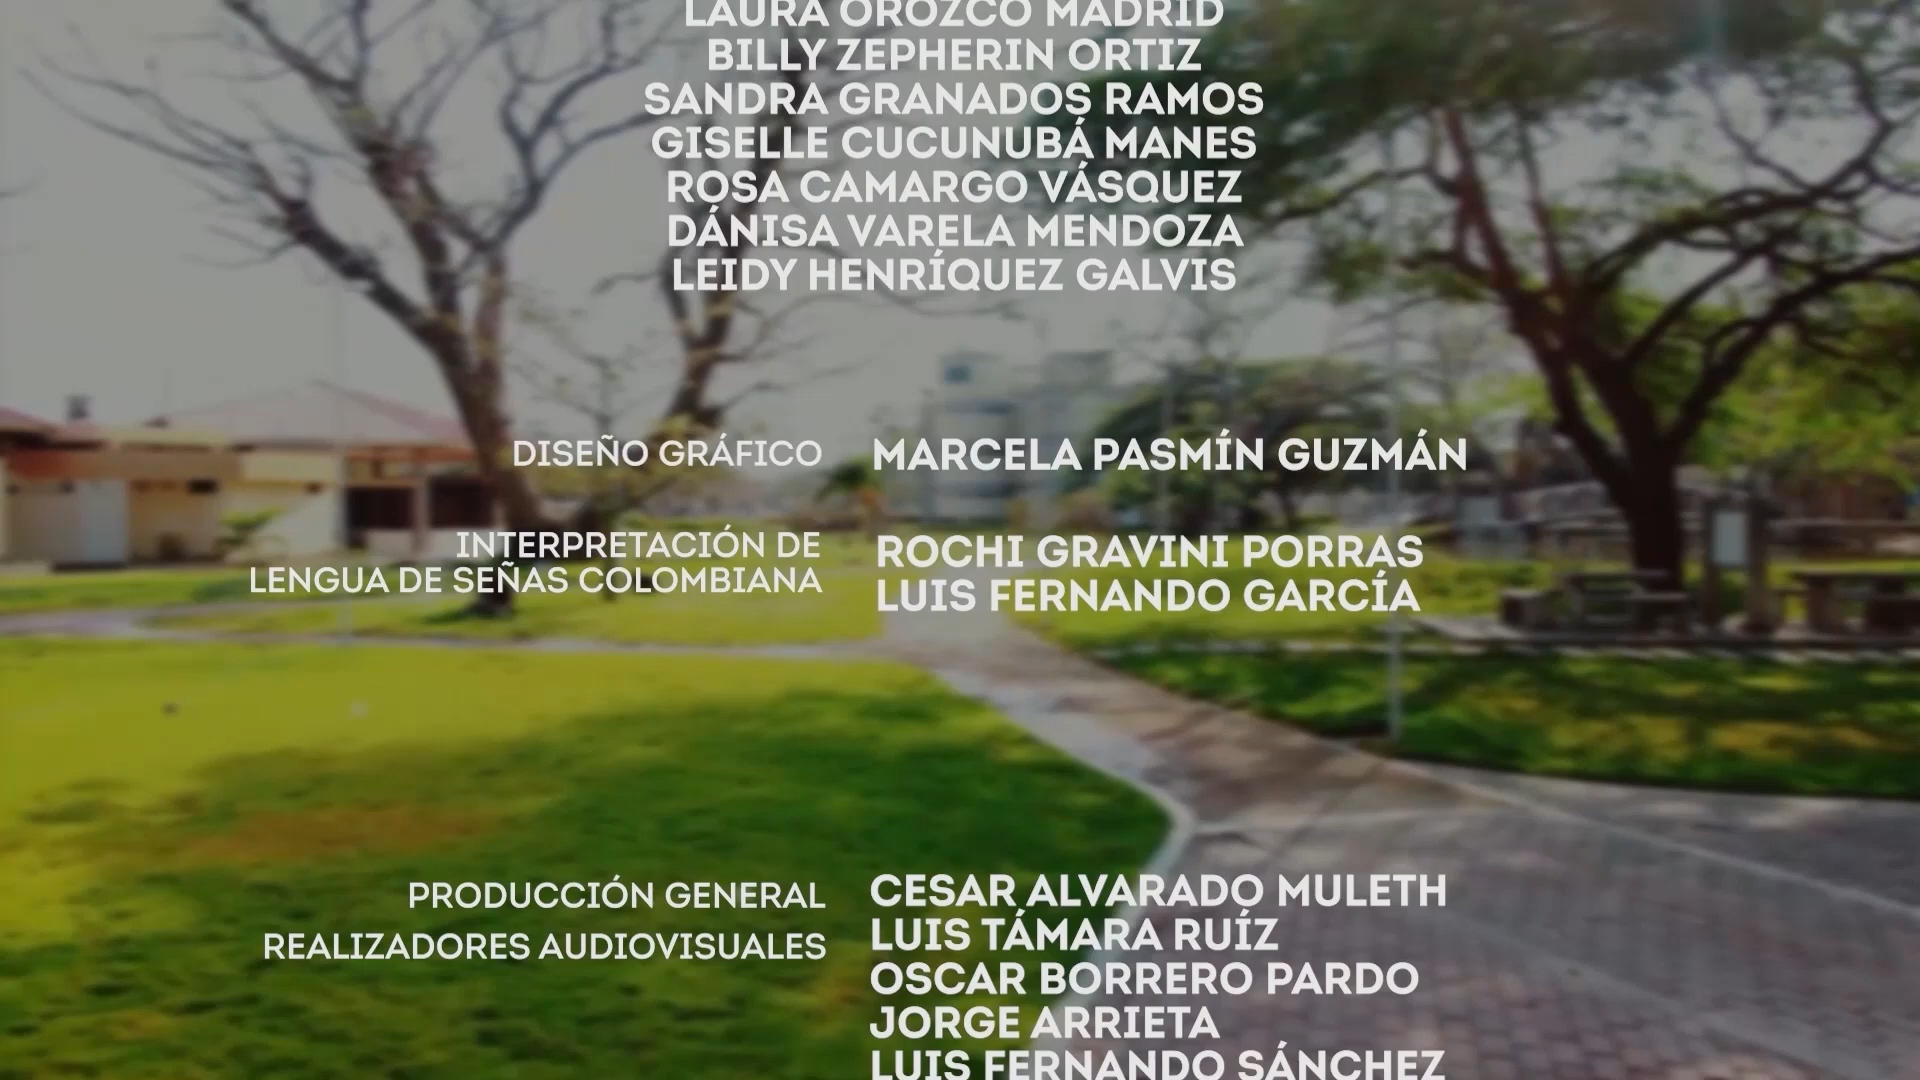 LAURA OROZCO MADRID
BILLY ZEPHERIN ORTIZ
SANDRA GRANADOS RAMOS
GISELLE CUCUNUBÁ MANES
ROSA CAMARGO VÁSQUEZ
DÁNISA VARELA MENDOZA
LEIDY HENRÍQUEZ GALVIS
DISEÑO GRÁFICO MARCELA PASMÍN GUZMÁN
INTERPRETACIÓN DE
LENGUA DE SEÑAS COLOMBIANA
ROCHI GRAVINI PORRAS
LUIS FERNANDO GARCÍA
PRODUCCIÓN GENERAL
REALIZADORES AUDIOVISUALES
CESAR ALVARADO MULETH
LUIS TÁMARA RUÍZ
OSCAR BORRERO PARDO
JORGE ARRIETA
LUIS FERNANDO SÁNCHEZ